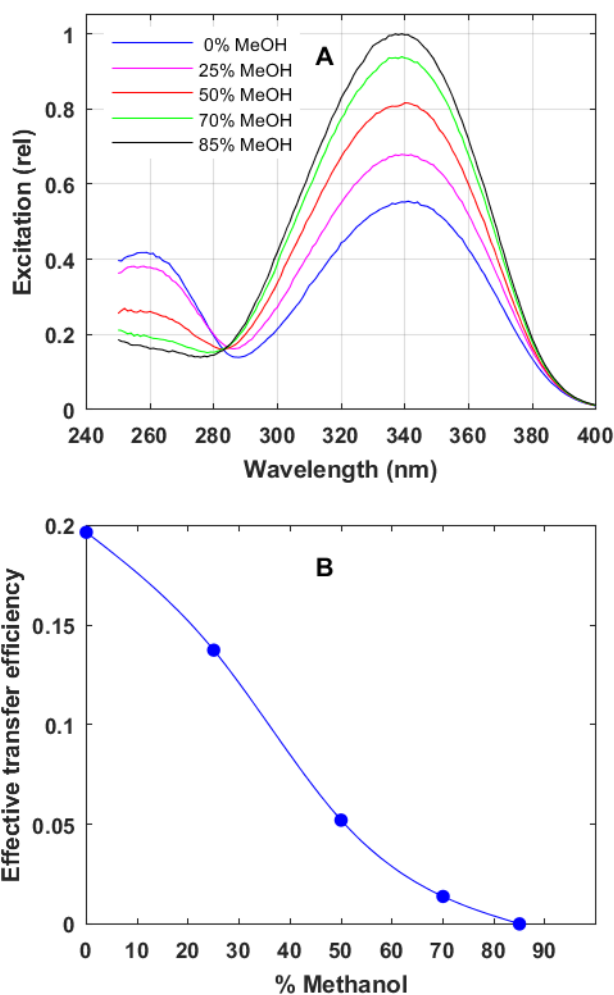 1
0% MeOH
A
25% MeOH
0.8
50% MeOH
70% MeOH
85% MeOH
0.6
Excitation (rel)
0.4
0.2
0
240 260 280 300 320 340 360 380 400
Wavelength (nm)
0.2
B
0.15
Effective transfer efficiency
0.1
0.05
0
0 10 20 30 40 50 60 70 80 90
% Methanol